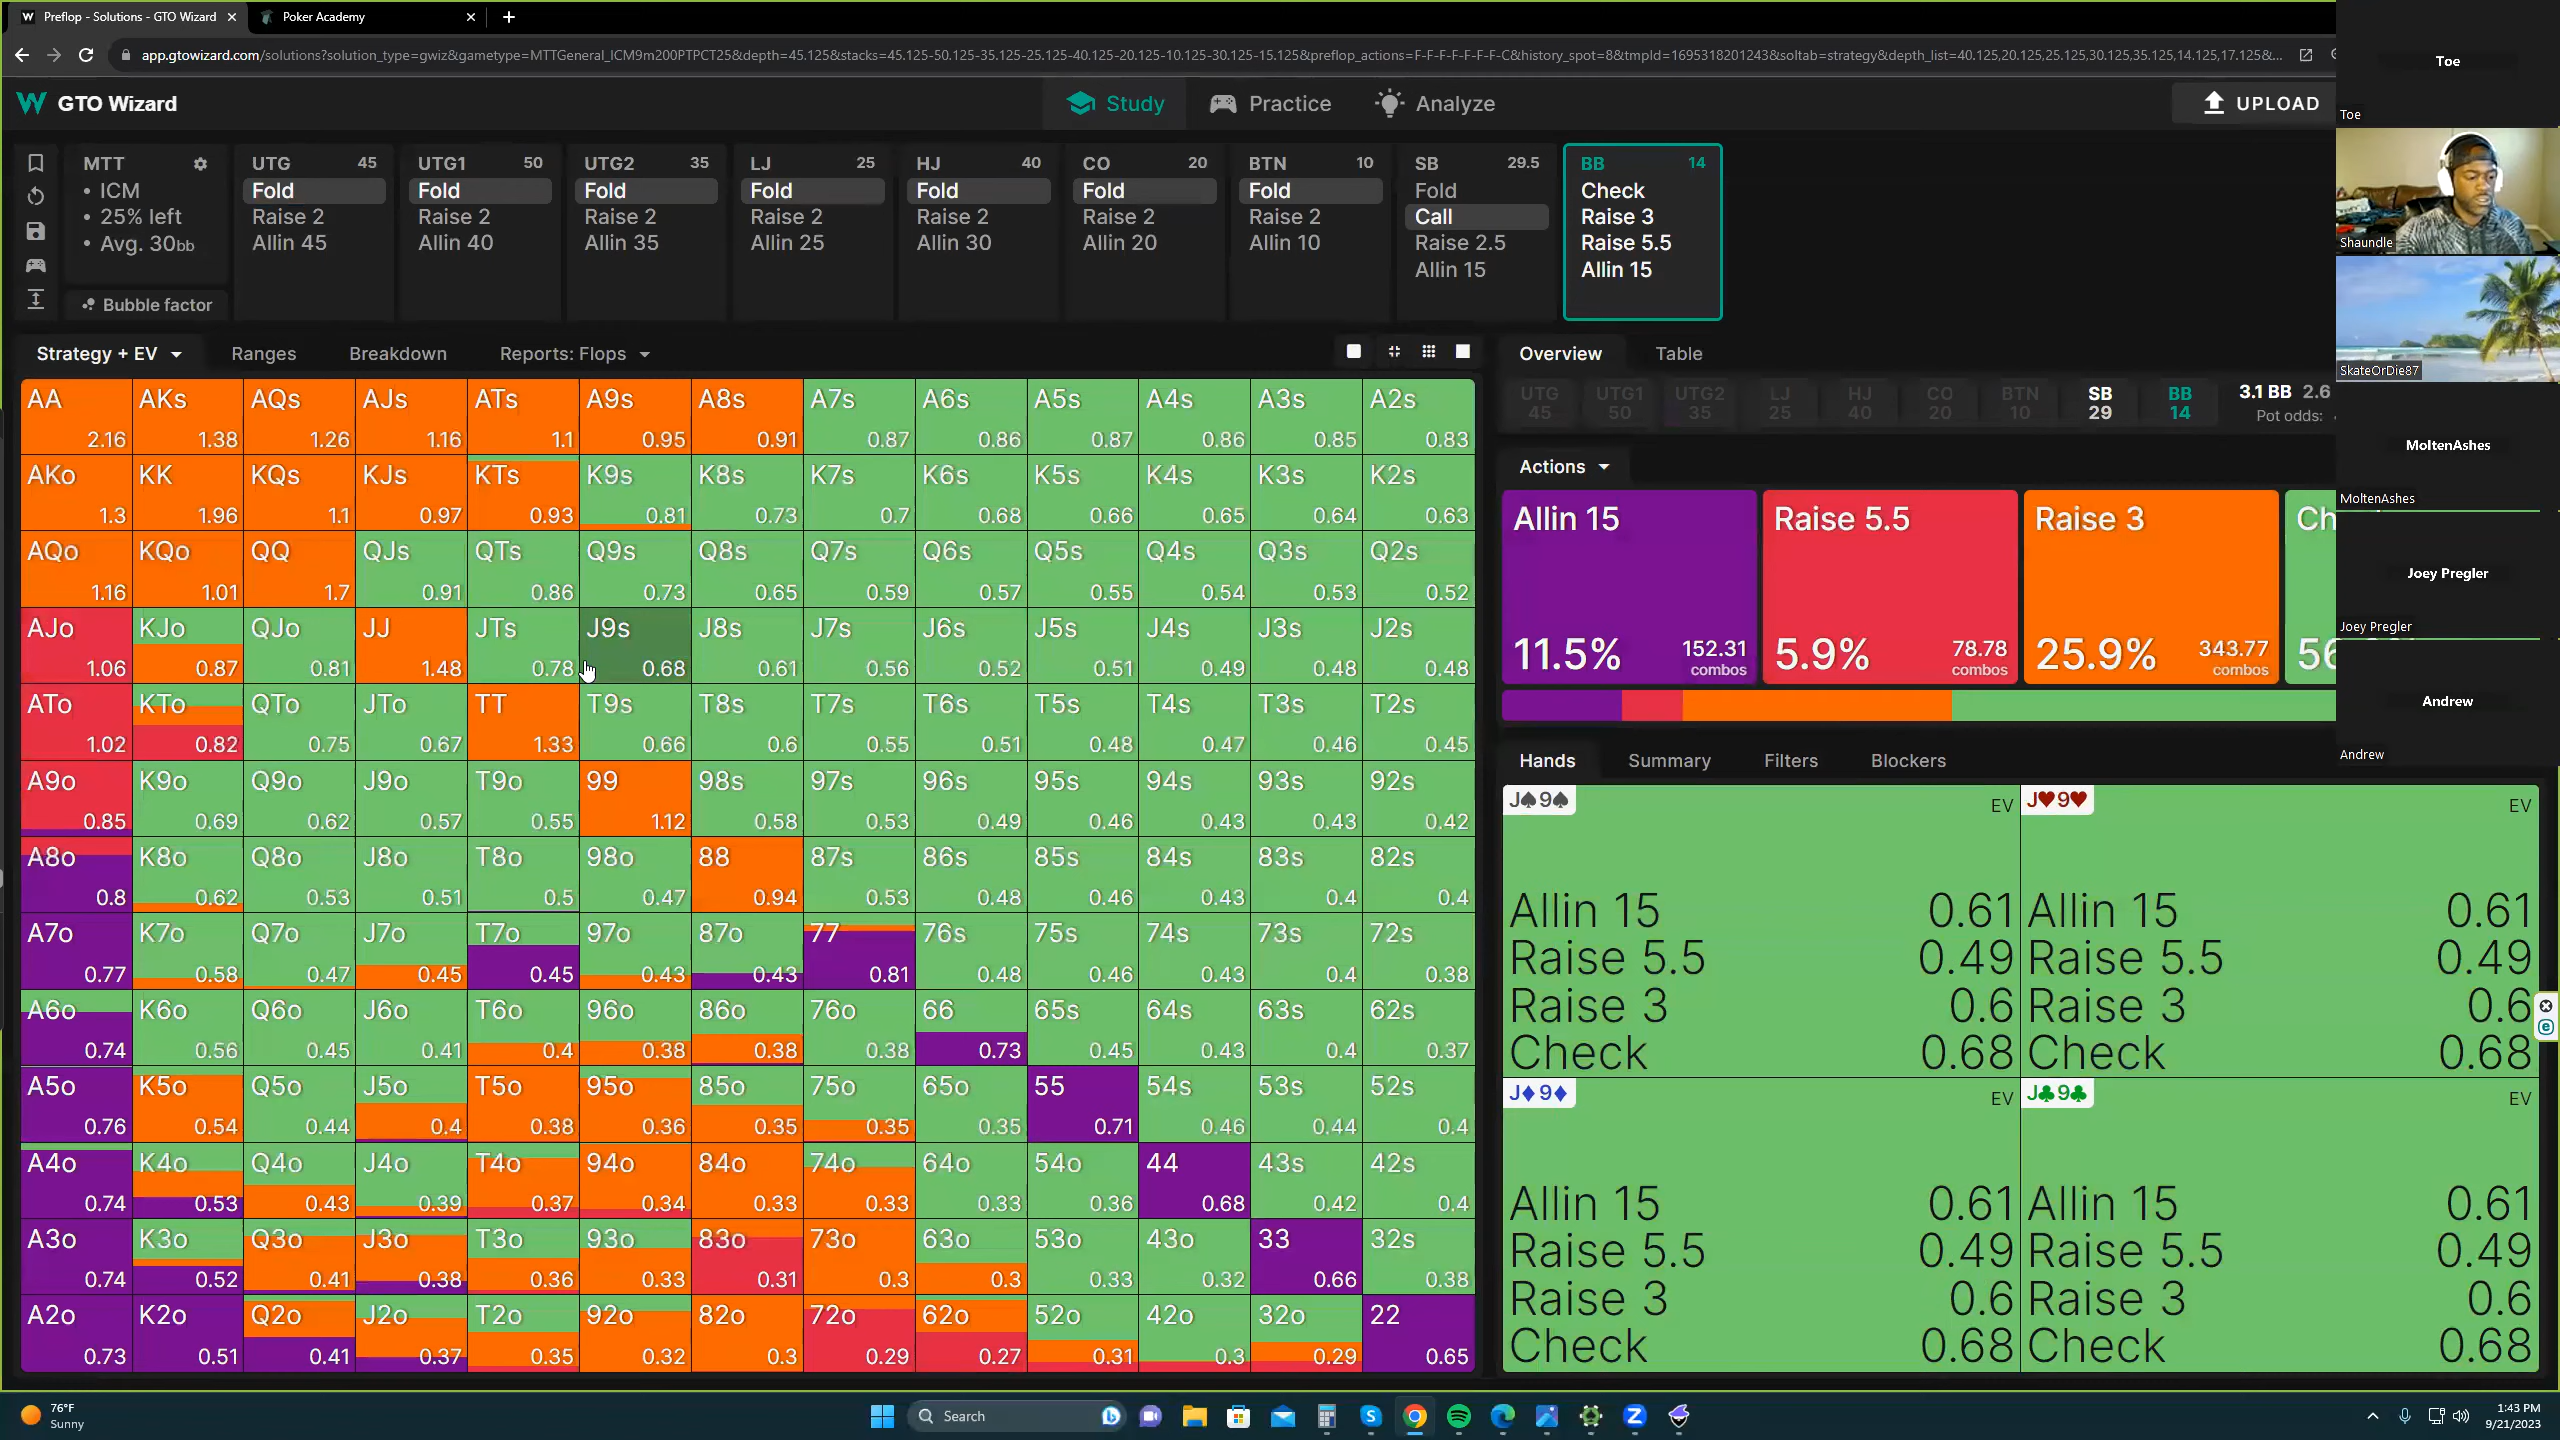 Preflop - Solutions - GTO Wizard
Poker Academy
app.gtowizard.com/solutions?solution_type=gwiz&gametype=MTTGeneral_ICM9m200PTPCT25&depth=45.125&stacks=45.125-50.125-35.125-25.125-40.125-20.125-10.125-30.125-15.125&preflop_actions=F-F-F-F-F-F-F-C&history_spot=8&tmpId=1695318201243&soltab=strategy&depth_list=40.125,20.125,25.125,30.125,35.125,14.125,17.125&...
GTO Wizard
Study
Practice
Analyze
UPLOAD
MTT
• ICM
• 25% left
• Avg. 30bb
Bubble factor
UTG 45
Fold
Raise 2
Allin 45
UTG1 50
Fold
Raise 2
Allin 40
UTG2 35
Fold
Raise 2
Allin 35
LJ 25
Fold
Raise 2
Allin 25
HJ 40
Fold
Raise 2
Allin 30
CO 20
Fold
Raise 2
Allin 20
BTN 10
Fold
Raise 2
Allin 10
SB 29.5
Fold
Call
Raise 2.5
Allin 15
BB 14
Check
Raise 3
Raise 5.5
Allin 15
Strategy + EV
Ranges
Breakdown
Reports: Flops
AA AKs AQs AJs ATs A9s A8s A7s A6s A5s A4s A3s A2s
2.16 1.38 1.26 1.16 1.1 0.95 0.91 0.87 0.86 0.87 0.86 0.85 0.83
AKo KK KQs KJs KTs K9s K8s K7s K6s K5s K4s K3s K2s
1.3 1.96 1.1 0.97 0.93 0.81 0.73 0.7 0.68 0.66 0.65 0.64 0.63
AQo KQo QQ QJs QTs Q9s Q8s Q7s Q6s Q5s Q4s Q3s Q2s
1.16 1.01 1.7 0.91 0.86 0.73 0.65 0.59 0.57 0.55 0.54 0.53 0.52
AJo KJo QJo JJ JTs J9s J8s J7s J6s J5s J4s J3s J2s
1.06 0.87 0.81 1.48 0.78 0.68 0.61 0.56 0.52 0.51 0.49 0.48 0.48
ATo KTo QTo JTo TT T9s T8s T7s T6s T5s T4s T3s T2s
1.02 0.82 0.75 0.67 1.33 0.66 0.6 0.55 0.51 0.48 0.47 0.46 0.45
A9o K9o Q9o J9o T9o 99 98s 97s 96s 95s 94s 93s 92s
0.85 0.69 0.62 0.57 0.55 1.12 0.58 0.53 0.49 0.46 0.43 0.43 0.42
A8o K8o Q8o J8o T8o 98o 88 87s 86s 85s 84s 83s 82s
0.8 0.62 0.53 0.51 0.5 0.47 0.94 0.53 0.48 0.46 0.43 0.4 0.4
A7o K7o Q7o J7o T7o 97o 87o 77 76s 75s 74s 73s 72s
0.77 0.58 0.47 0.45 0.45 0.43 0.43 0.81 0.48 0.46 0.43 0.4 0.38
A6o K6o Q6o J6o T6o 96o 86o 76o 66 65s 64s 63s 62s
0.74 0.56 0.45 0.41 0.4 0.38 0.38 0.38 0.73 0.45 0.43 0.4 0.37
A5o K5o Q5o J5o T5o 95o 85o 75o 65o 55 54s 53s 52s
0.76 0.54 0.44 0.4 0.38 0.36 0.35 0.35 0.35 0.71 0.46 0.44 0.4
A4o K4o Q4o J4o T4o 94o 84o 74o 64o 54o 44 43s 42s
0.74 0.53 0.43 0.39 0.37 0.34 0.33 0.33 0.33 0.36 0.68 0.42 0.4
A3o K3o Q3o J3o T3o 93o 83o 73o 63o 53o 43o 33 32s
0.74 0.52 0.41 0.38 0.36 0.33 0.31 0.3 0.3 0.33 0.32 0.66 0.38
A2o K2o Q2o J2o T2o 92o 82o 72o 62o 52o 42o 32o 22
0.73 0.51 0.41 0.37 0.35 0.32 0.3 0.29 0.27 0.31 0.3 0.29 0.65
Overview
Table
UTG UTG1 UTG2 LJ HJ CO BTN SB BB
45 50 35 25 40 20 10 29 14
3.1 BB 2.6
Pot odds:
Actions
Allin 15
11.5% 152.31 combos
Raise 5.5
5.9% 78.78 combos
Raise 3
25.9% 343.77 combos
Ch
56
Hands
Summary
Filters
Blockers
J♠9♠ EV
Allin 15 0.61
Raise 5.5 0.49
Raise 3 0.6
Check 0.68
J♥9♥ EV
Allin 15 0.61
Raise 5.5 0.49
Raise 3 0.6
Check 0.68
J♦9♦ EV
Allin 15 0.61
Raise 5.5 0.49
Raise 3 0.6
Check 0.68
J♣9♣ EV
Allin 15 0.61
Raise 5.5 0.49
Raise 3 0.6
Check 0.68
Toe
Toe
Shaundle
SkateOrDie87
MoltenAshes
MoltenAshes
Joey Pregler
Joey Pregler
Andrew
Andrew
76°F
Sunny
Search
1:43 PM
9/21/2023